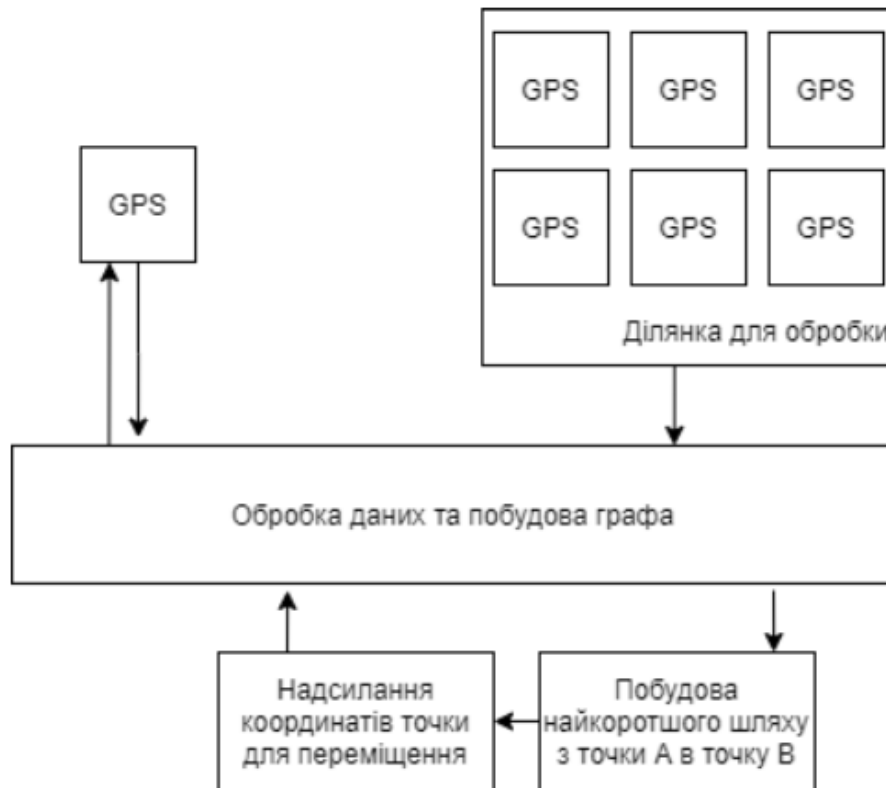 GPS GPS GPS
GPS
GPS GPS GPS
Ділянка для обробки
Обробка даних та побудова графа
Надсилання
координатів точки
для переміщення
Побудова
найкоротшого шляху
з точки А в точку В